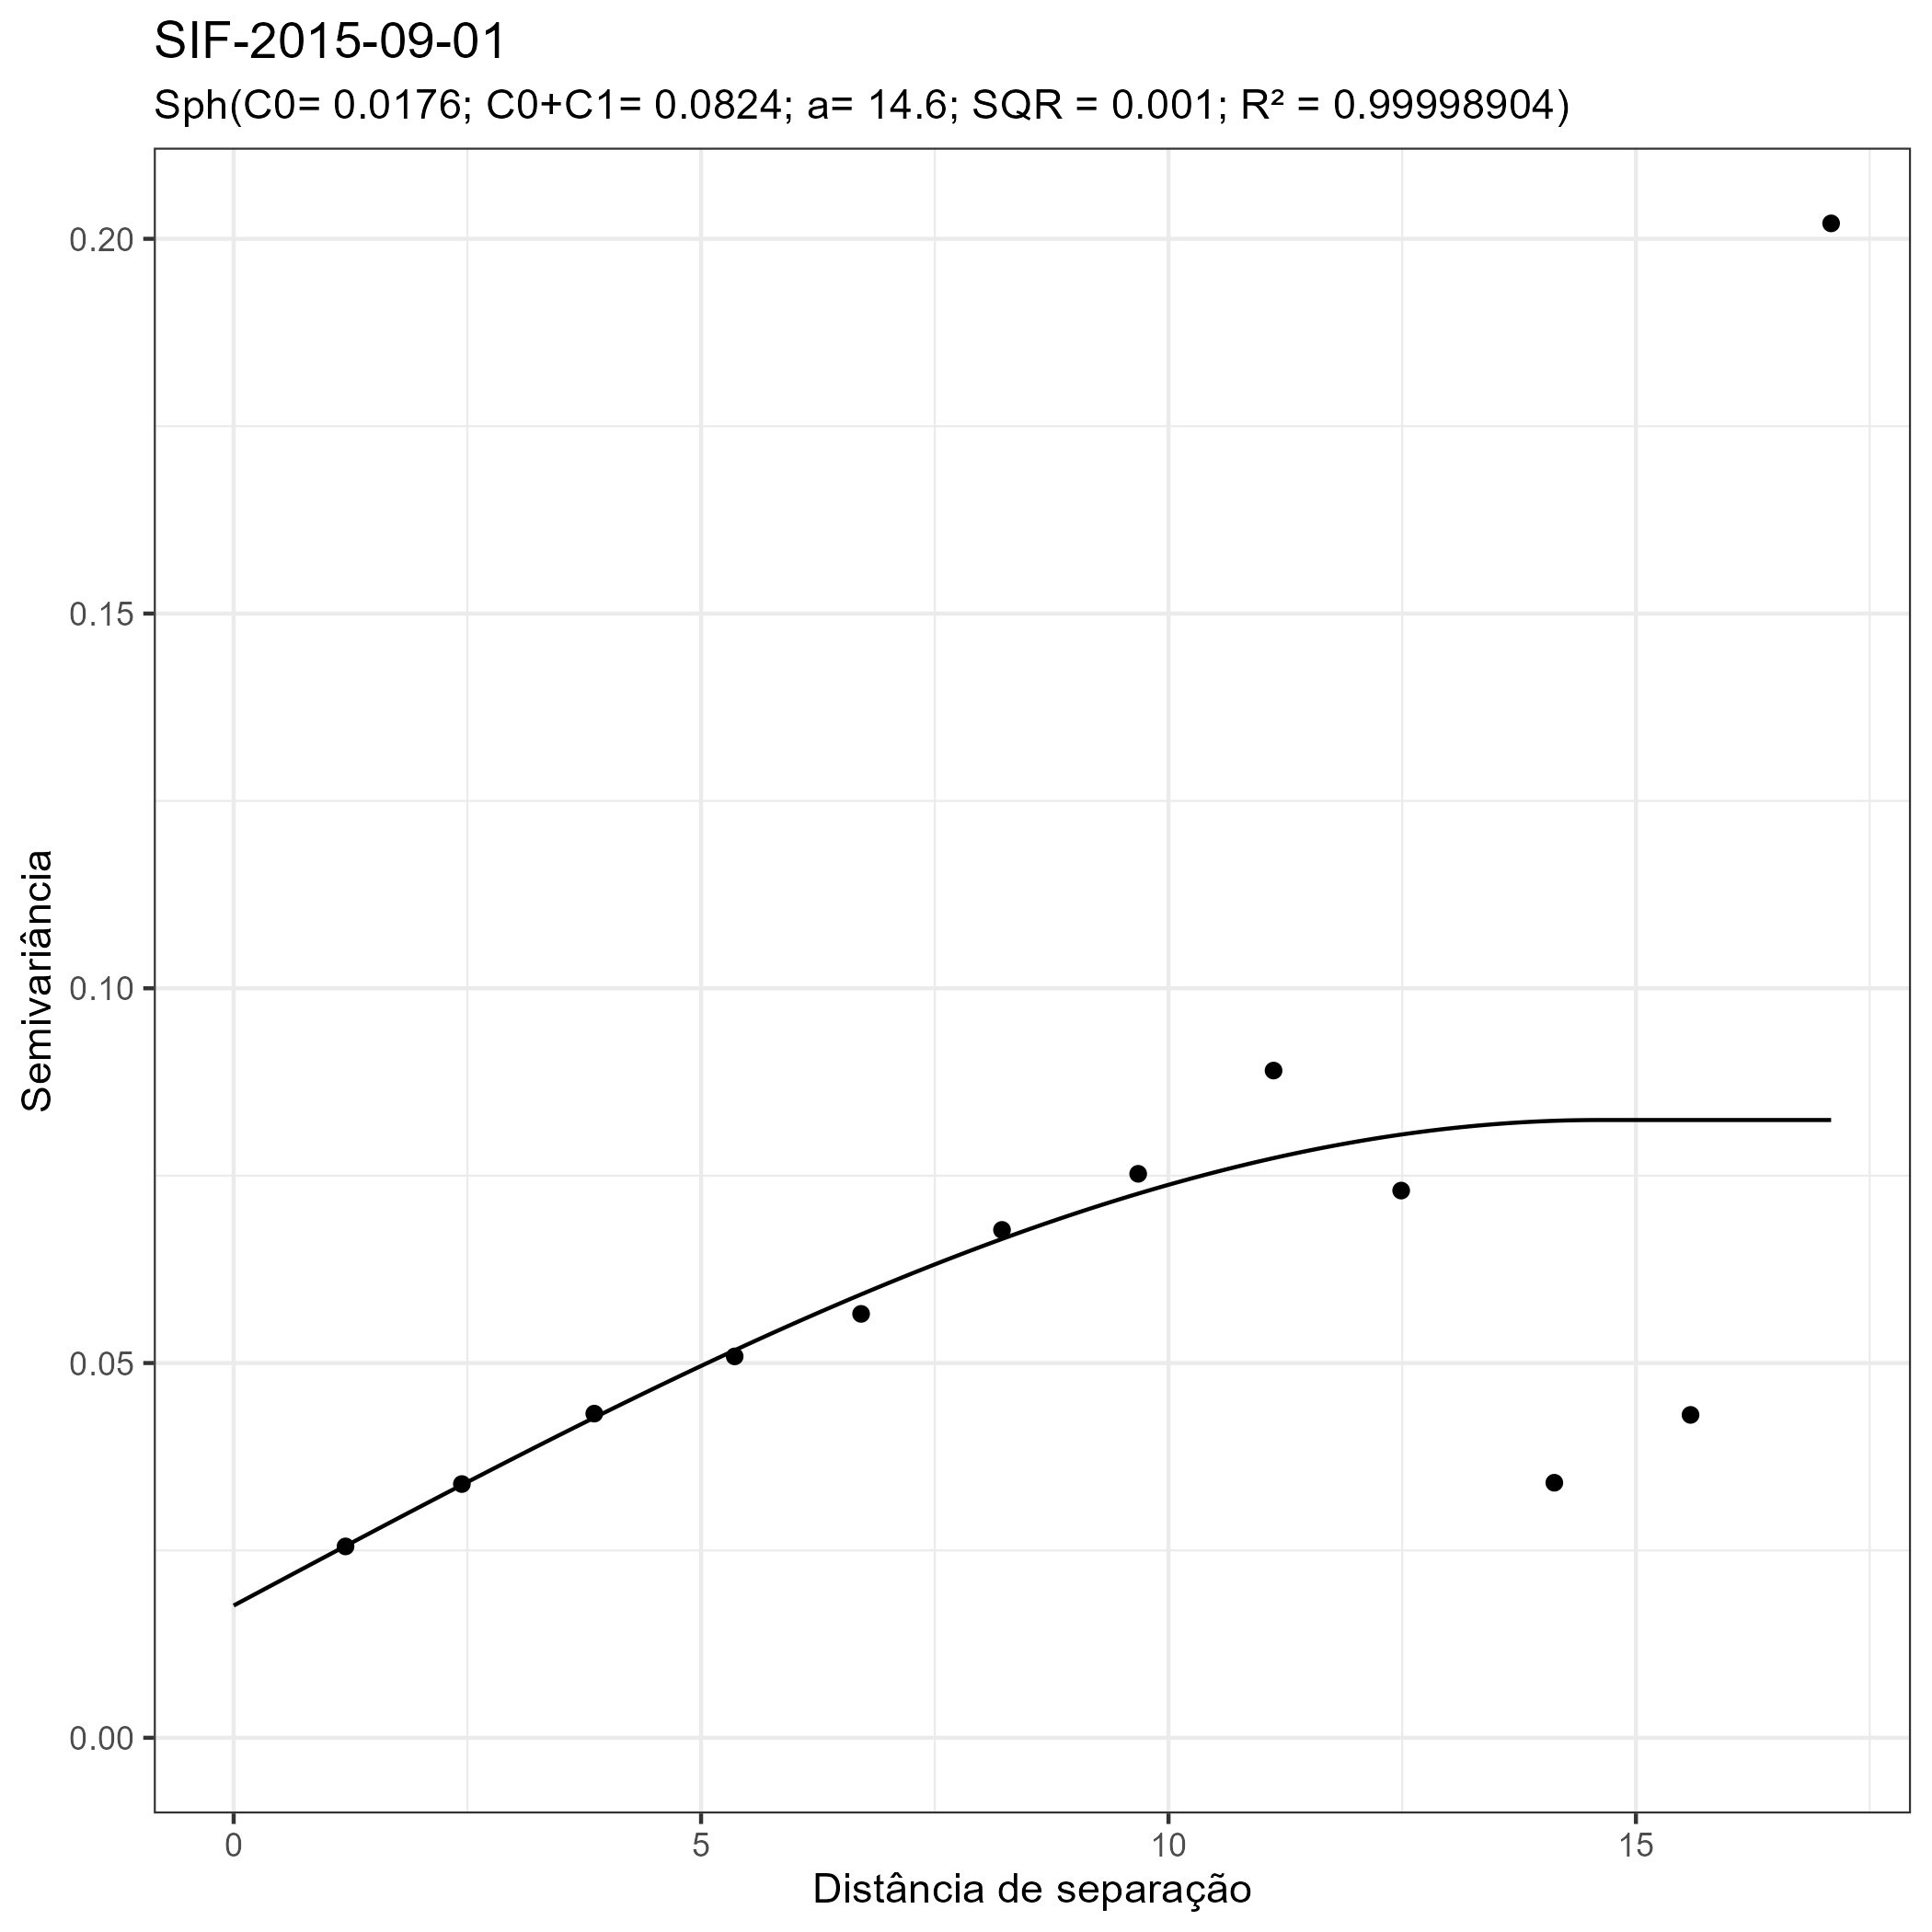 SIF-2015-09-01
Sph(C0= 0.0176; C0+C1= 0.0824; a= 14.6; SQR = 0.001; R² = 0.99998904)
Semivariância
0.20
0.15
0.10
0.05
0.00
0 5 10 15
Distância de separação